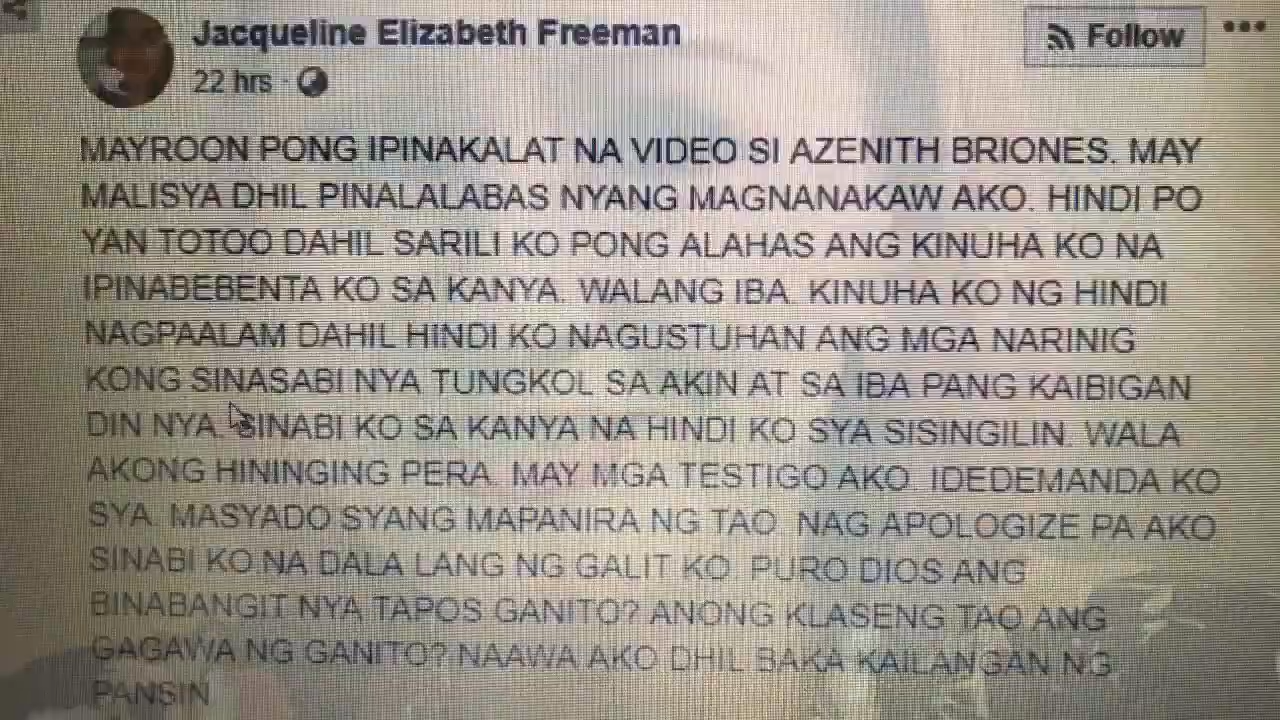 Jacqueline Elizabeth Freeman
Follow
22 hrs
MAYROON PONG IPINAKALAT NA VIDEO SI AZENITH BRIONES. MAY
MALISYA DHIL PINALALABAS NYANG MAGNANAKAW AKO. HINDI PO
YAN TOTOO DAHIL SARILI KO PONG ALAHAS ANG KINUHA KO NA
IPINABEBENTA KO SA KANYA. WALANG IBA. KINUHA KO NG HINDI
NAGPAALAM DAHIL HINDI KO NAGUSTUHAN ANG MGA NARINIG
KONG SINASABI NYA TUNGKOL SA AKIN AT SA IBA PANG KAIBIGAN
DIN NYA. SINABI KO SA KANYA NA HINDI KO SYA SISINGILIN. WALA
AKONG HININGING PERA. MAY MGA TESTIGO AKO. IDEDEMANDA KO
SYA. MASYADO SYANG MAPANIRA NG TAO. NAG APOLOGIZE PA AKO
SINABI KO NA DALA LANG NG GALIT KO. PURO DIOS ANG
BINABANGIT NYA TAPOS GANITO? ANONG KLASENG TAO ANG
GAGAWA NG GANITO? NAAWA AKO DHIL BAKA KAILANGAN NG
PANSIN